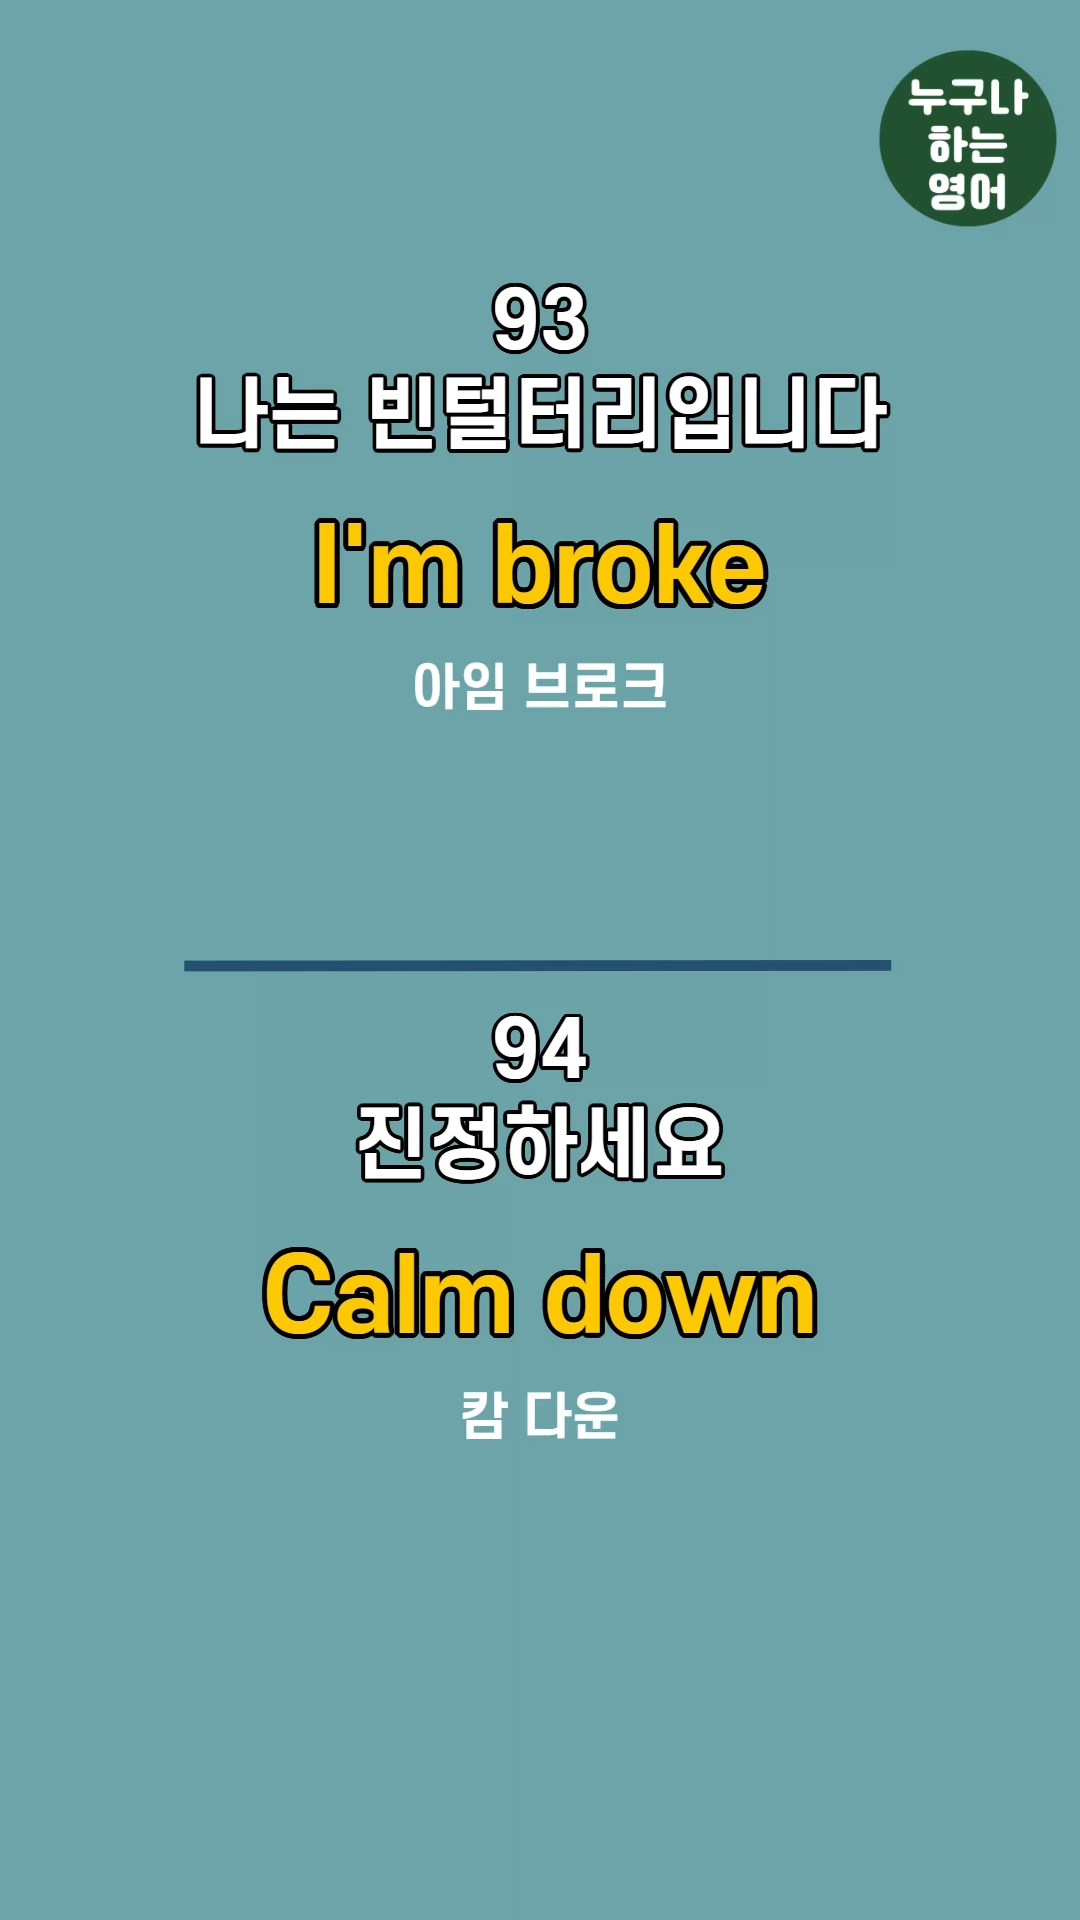 누구나
하는
영어
93
나는 빈털터리입니다
I'm broke
아임 브로크
94
진정하세요
Calm down
캄 다운